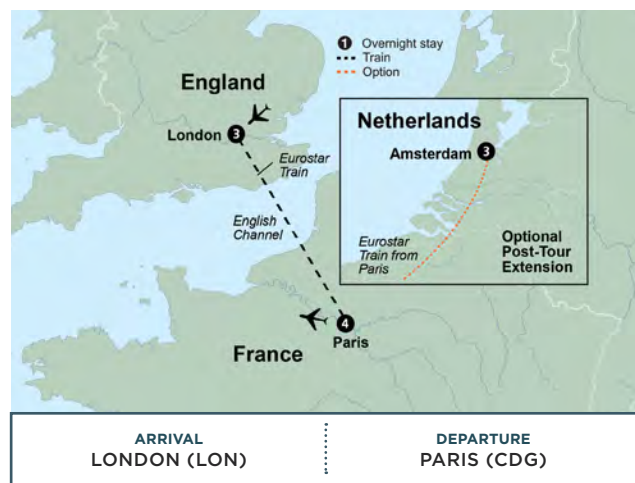 1 Overnight stay
Train
Option
England
London 3
Eurostar
Train
English
Channel
4
Paris
France
Netherlands
Amsterdam 3
Eurostar
Train from
Paris
Optional
Post-Tour
Extension
ARRIVAL
LONDON (LON)
DEPARTURE
PARIS (CDG)